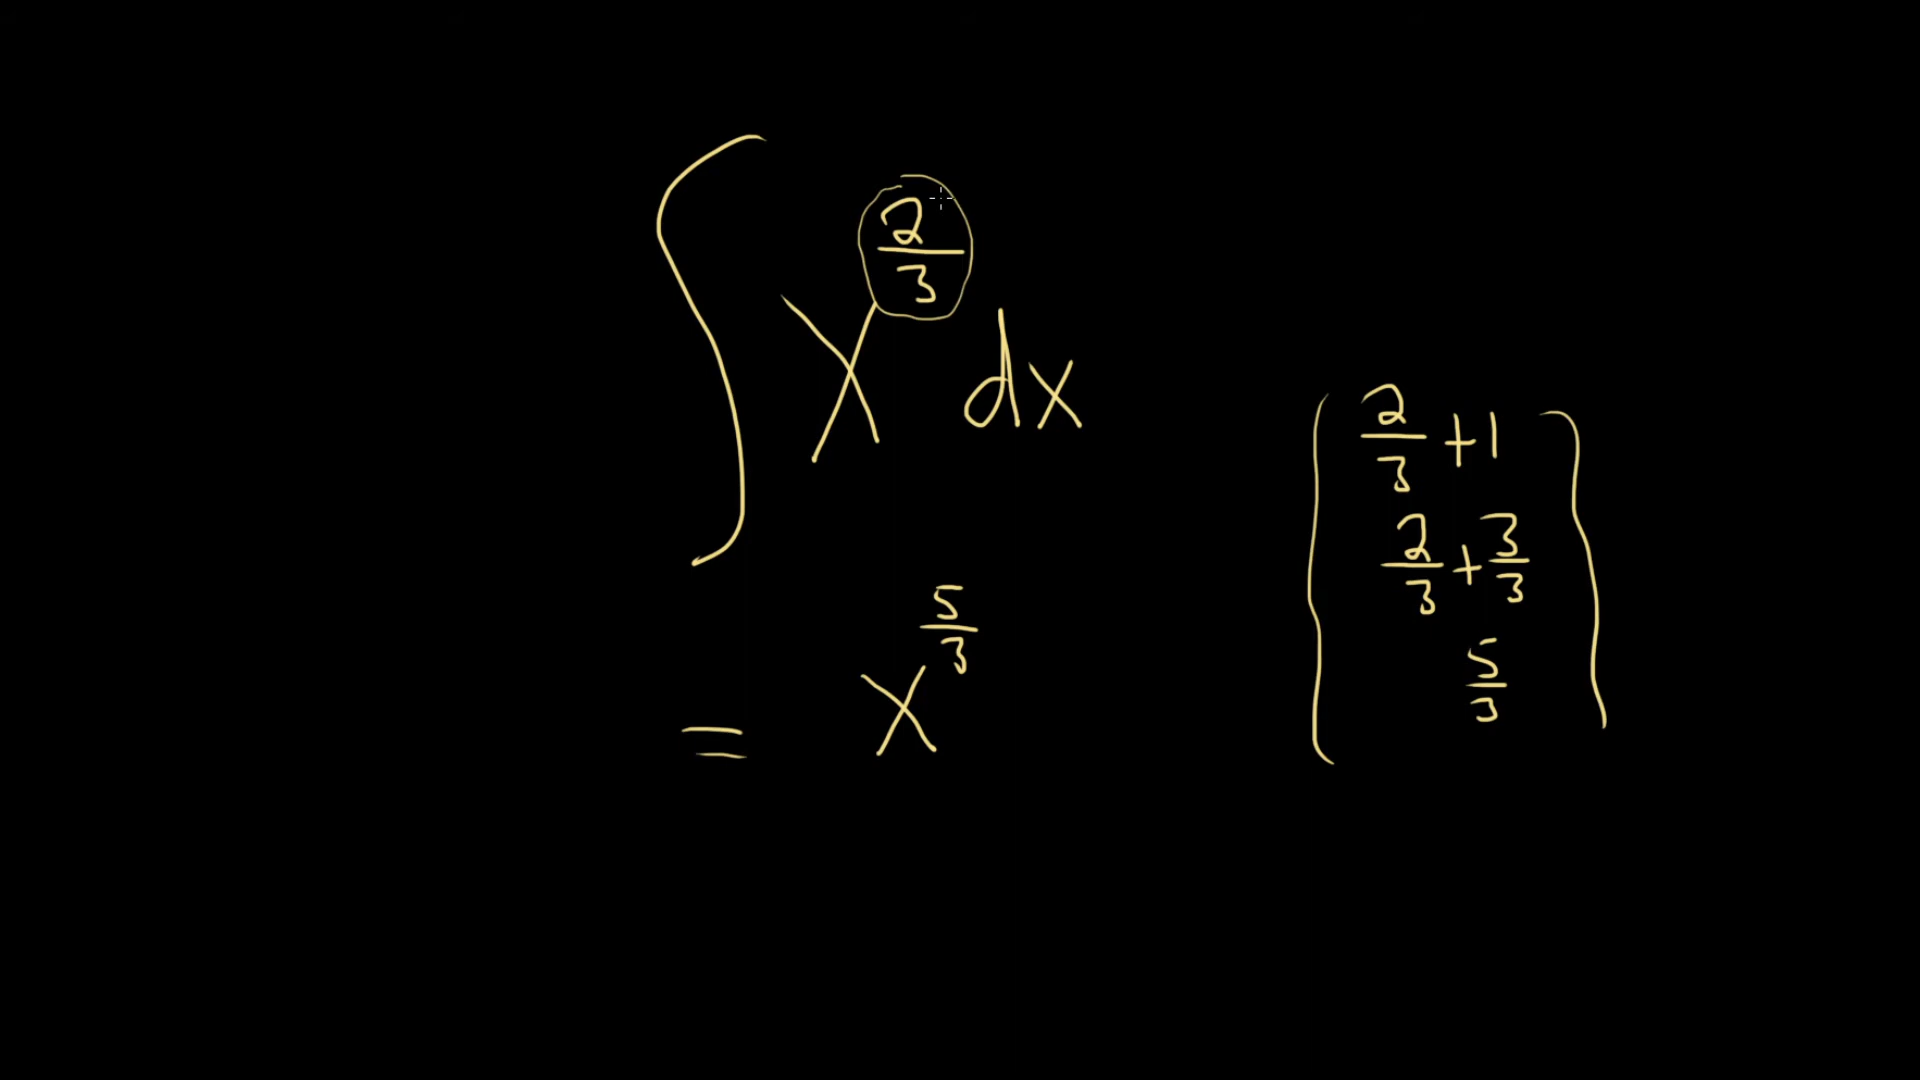 ∫ x^{2/3} dx
2/3 + 1
2/3 + 3/3
5/3
= x^{5/3}